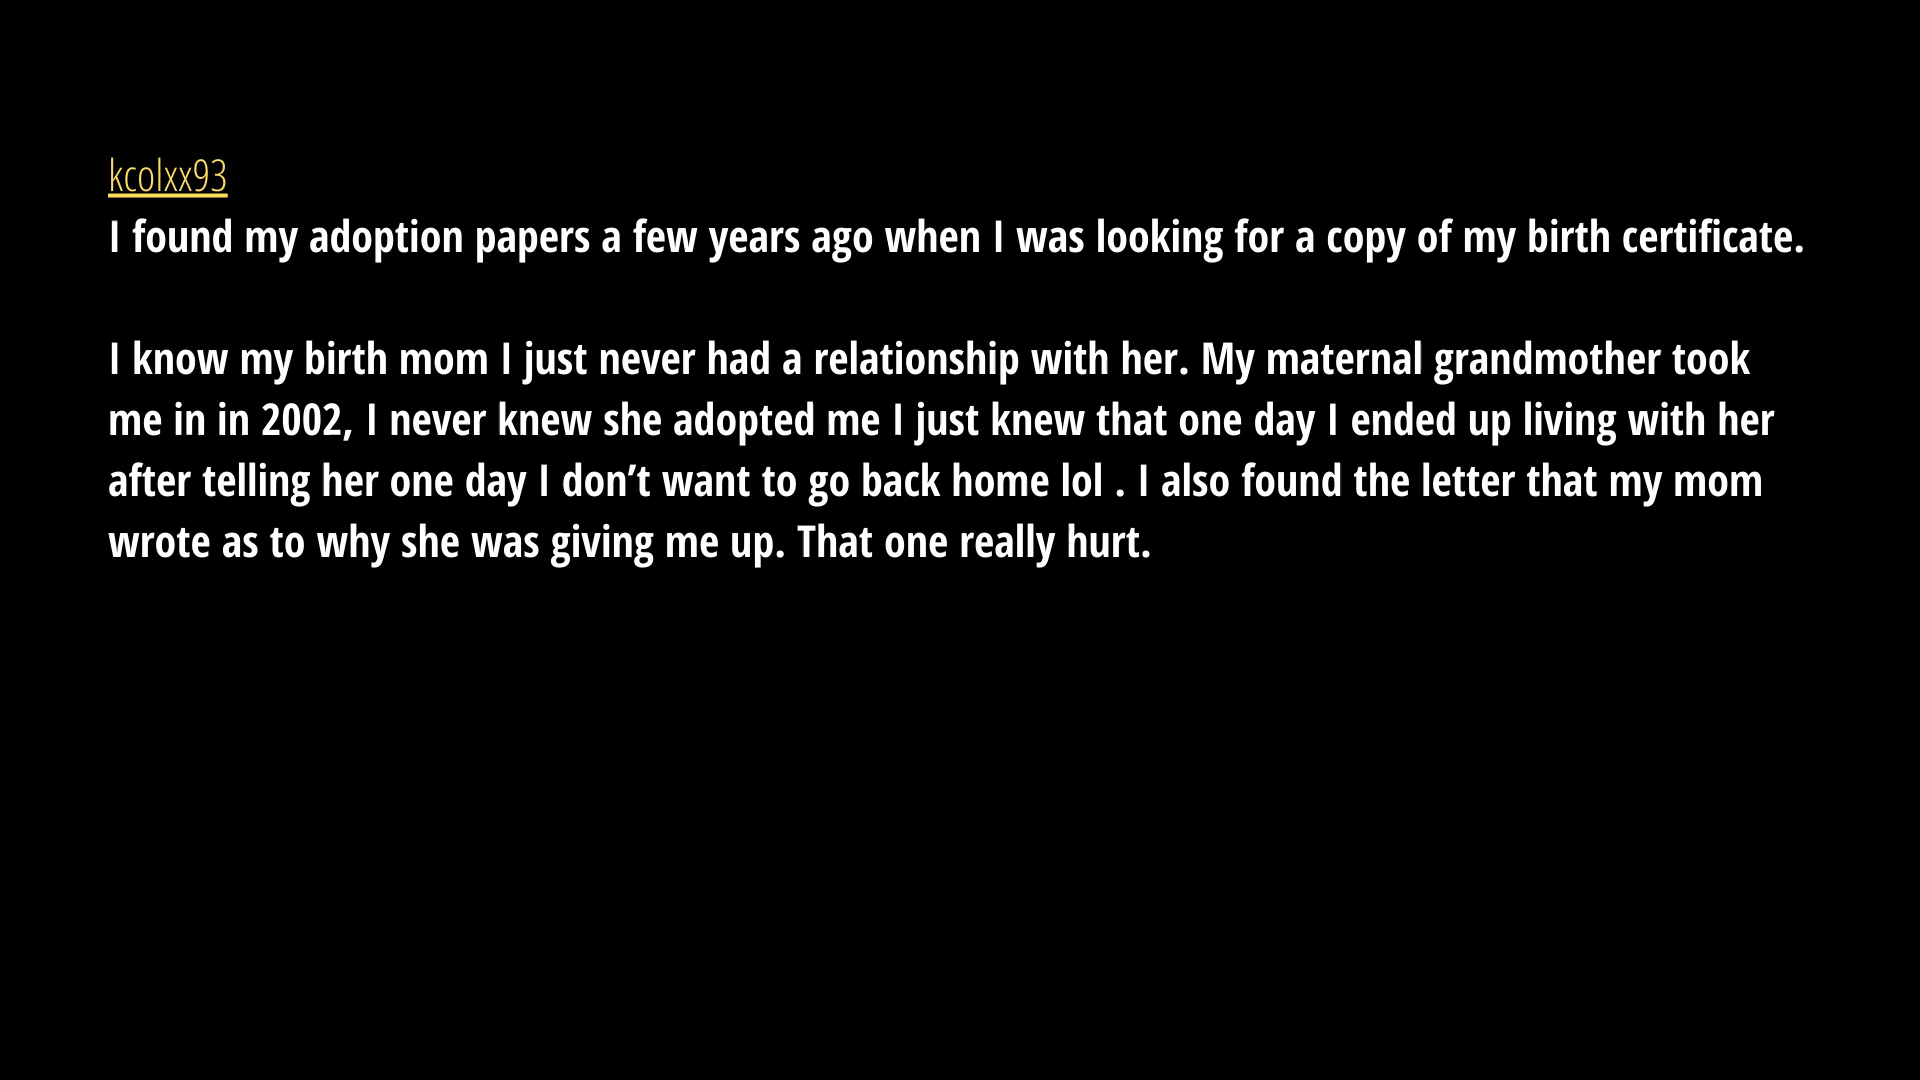 kcolxx93
I found my adoption papers a few years ago when I was looking for a copy of my birth certificate.
I know my birth mom I just never had a relationship with her. My maternal grandmother took
me in in 2002, I never knew she adopted me I just knew that one day I ended up living with her
after telling her one day I don’t want to go back home lol . I also found the letter that my mom
wrote as to why she was giving me up. That one really hurt.